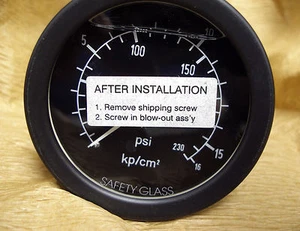 5
10
100
150
AFTER INSTALLATION
1. Remove shipping screw
2. Screw in blow-out ass'y
psi
230
15
kp/cm²
16
SAFETY GLASS